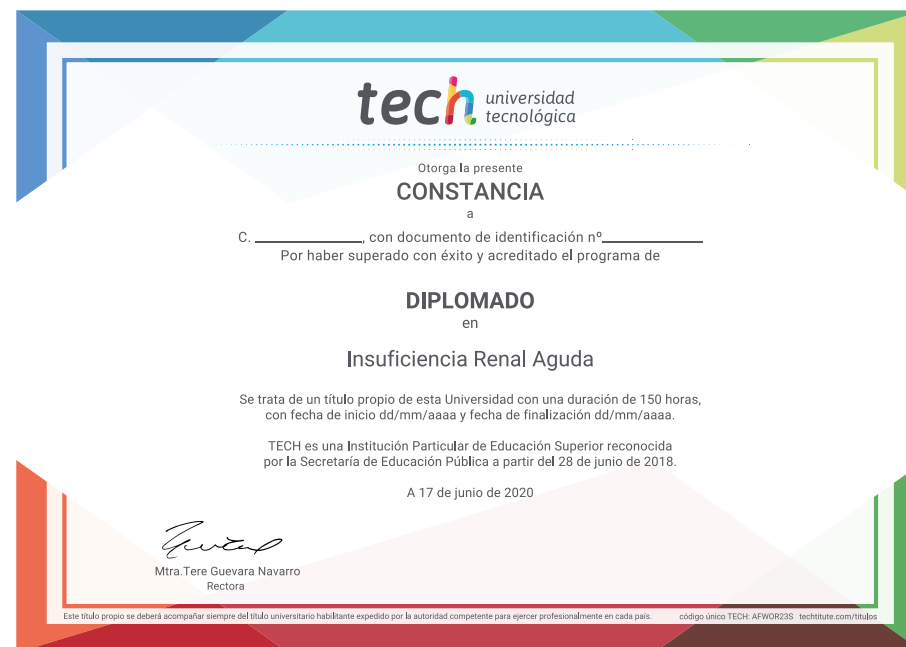 tech universidad
tecnológica
Otorga la presente
CONSTANCIA
a
C. ______________, con documento de identificación nº_____________
Por haber superado con éxito y acreditado el programa de
DIPLOMADO
en
Insuficiencia Renal Aguda
Se trata de un título propio de esta Universidad con una duración de 150 horas,
con fecha de inicio dd/mm/aaaa y fecha de finalización dd/mm/aaaa.
TECH es una Institución Particular de Educación Superior reconocida
por la Secretaría de Educación Pública a partir del 28 de junio de 2018.
A 17 de junio de 2020
Mtra.Tere Guevara Navarro
Rectora
Este título propio se deberá acompañar siempre del título universitario habilitante expedido por la autoridad competente para ejercer profesionalmente en cada país. código único TECH: AFWOR23S techtitute.com/titulos